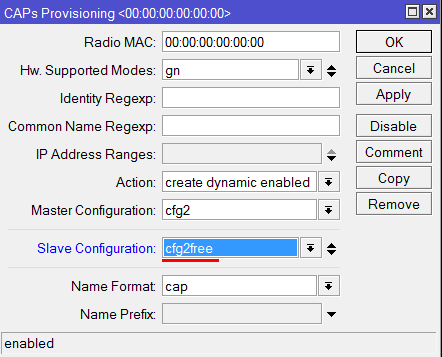 CAPs Provisioning <00:00:00:00:00:00>
Radio MAC: 00:00:00:00:00:00 OK
Hw. Supported Modes: gn Cancel
Identity Regexp: Apply
Common Name Regexp: Disable
IP Address Ranges: Comment
Action: create dynamic enabled Copy
Master Configuration: cfg2 Remove
Slave Configuration: cfg2free
Name Format: cap
Name Prefix:
enabled